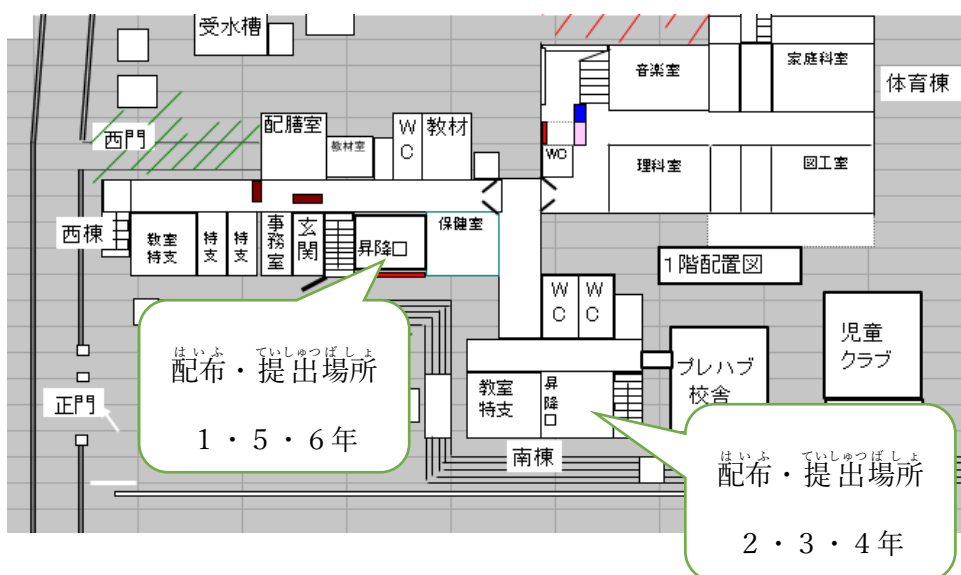 受水槽
音楽室
家庭科室
体育棟
西門
配膳室
教材室
WC
教材
WC
理科室
図工室
西棟
教室
特支
特支
特支
事務室
玄関
昇降口
保健室
1階配置図
WC
WC
児童
クラブ
プレハブ
校舎
教室
特支
昇降口
正門
南棟
はいふ ていしゅつばしょ
配布・提出場所
1・5・6年
はいふ ていしゅつばしょ
配布・提出場所
2・3・4年